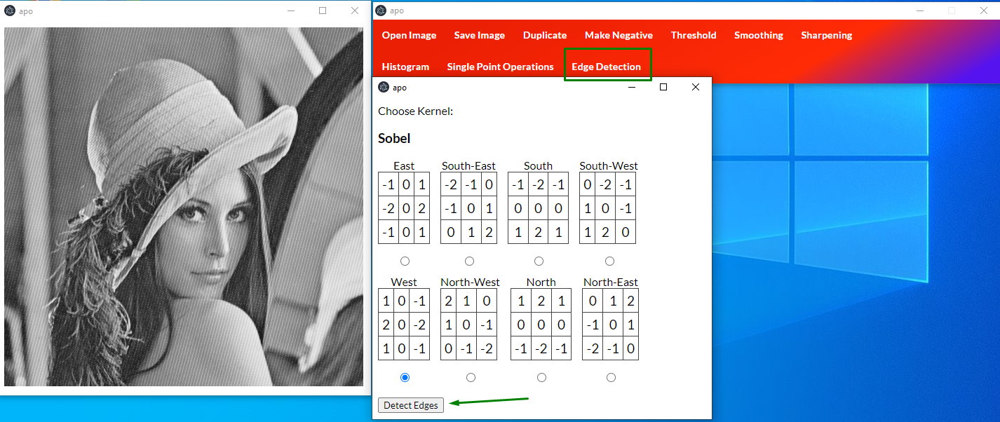 apo
apo
Open Image Save Image Duplicate Make Negative Threshold Smoothing Sharpening
Histogram Single Point Operations Edge Detection
apo
Choose Kernel:
Sobel
East South-East South South-West
-1 0 1 -2 -1 0 -1 -2 -1 0 -2 -1
-2 0 2 -1 0 1 0 0 0 1 0 -1
-1 0 1 0 1 2 1 2 1 1 2 0
West North-West North North-East
1 0 -1 2 1 0 1 2 1 0 1 2
2 0 -2 1 0 -1 0 0 0 -1 0 1
1 0 -1 0 -1 -2 -1 -2 -1 -2 -1 0
Detect Edges